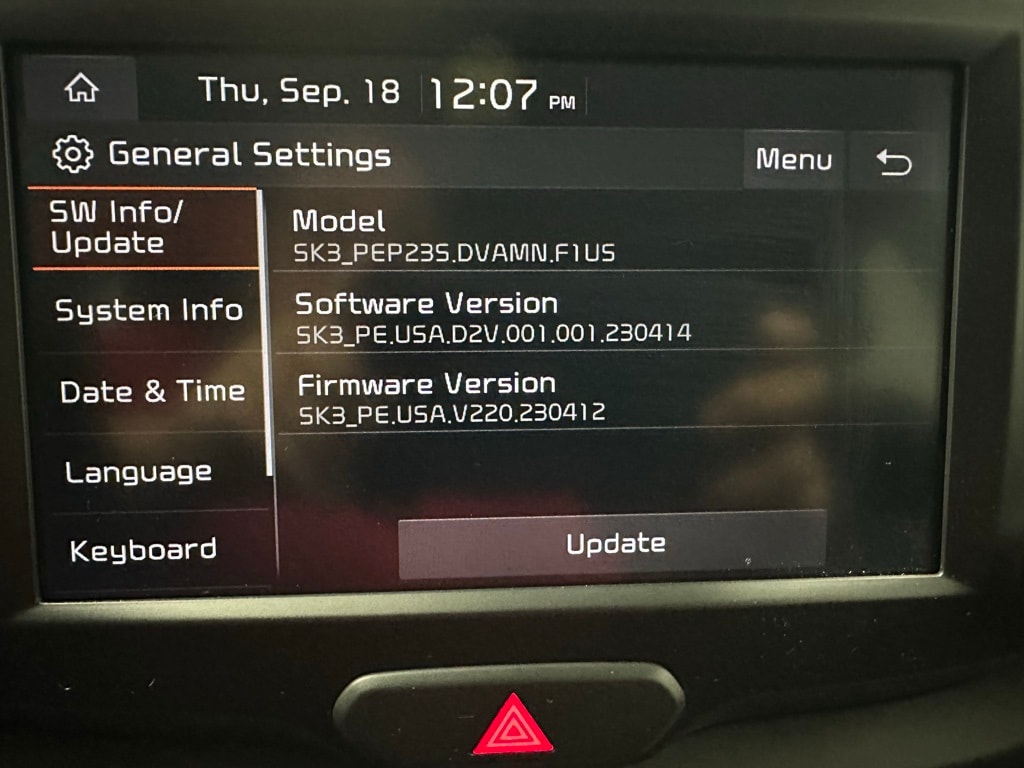 Thu, Sep. 18 12:07 PM
General Settings Menu
SW Info/
Update
Model
SK3_PEP23S.DVAMN.F1US
System Info
Software Version
SK3_PE.USA.D2V.001.001.230414
Date & Time
Firmware Version
SK3_PE.USA.V220.230412
Language
Keyboard
Update